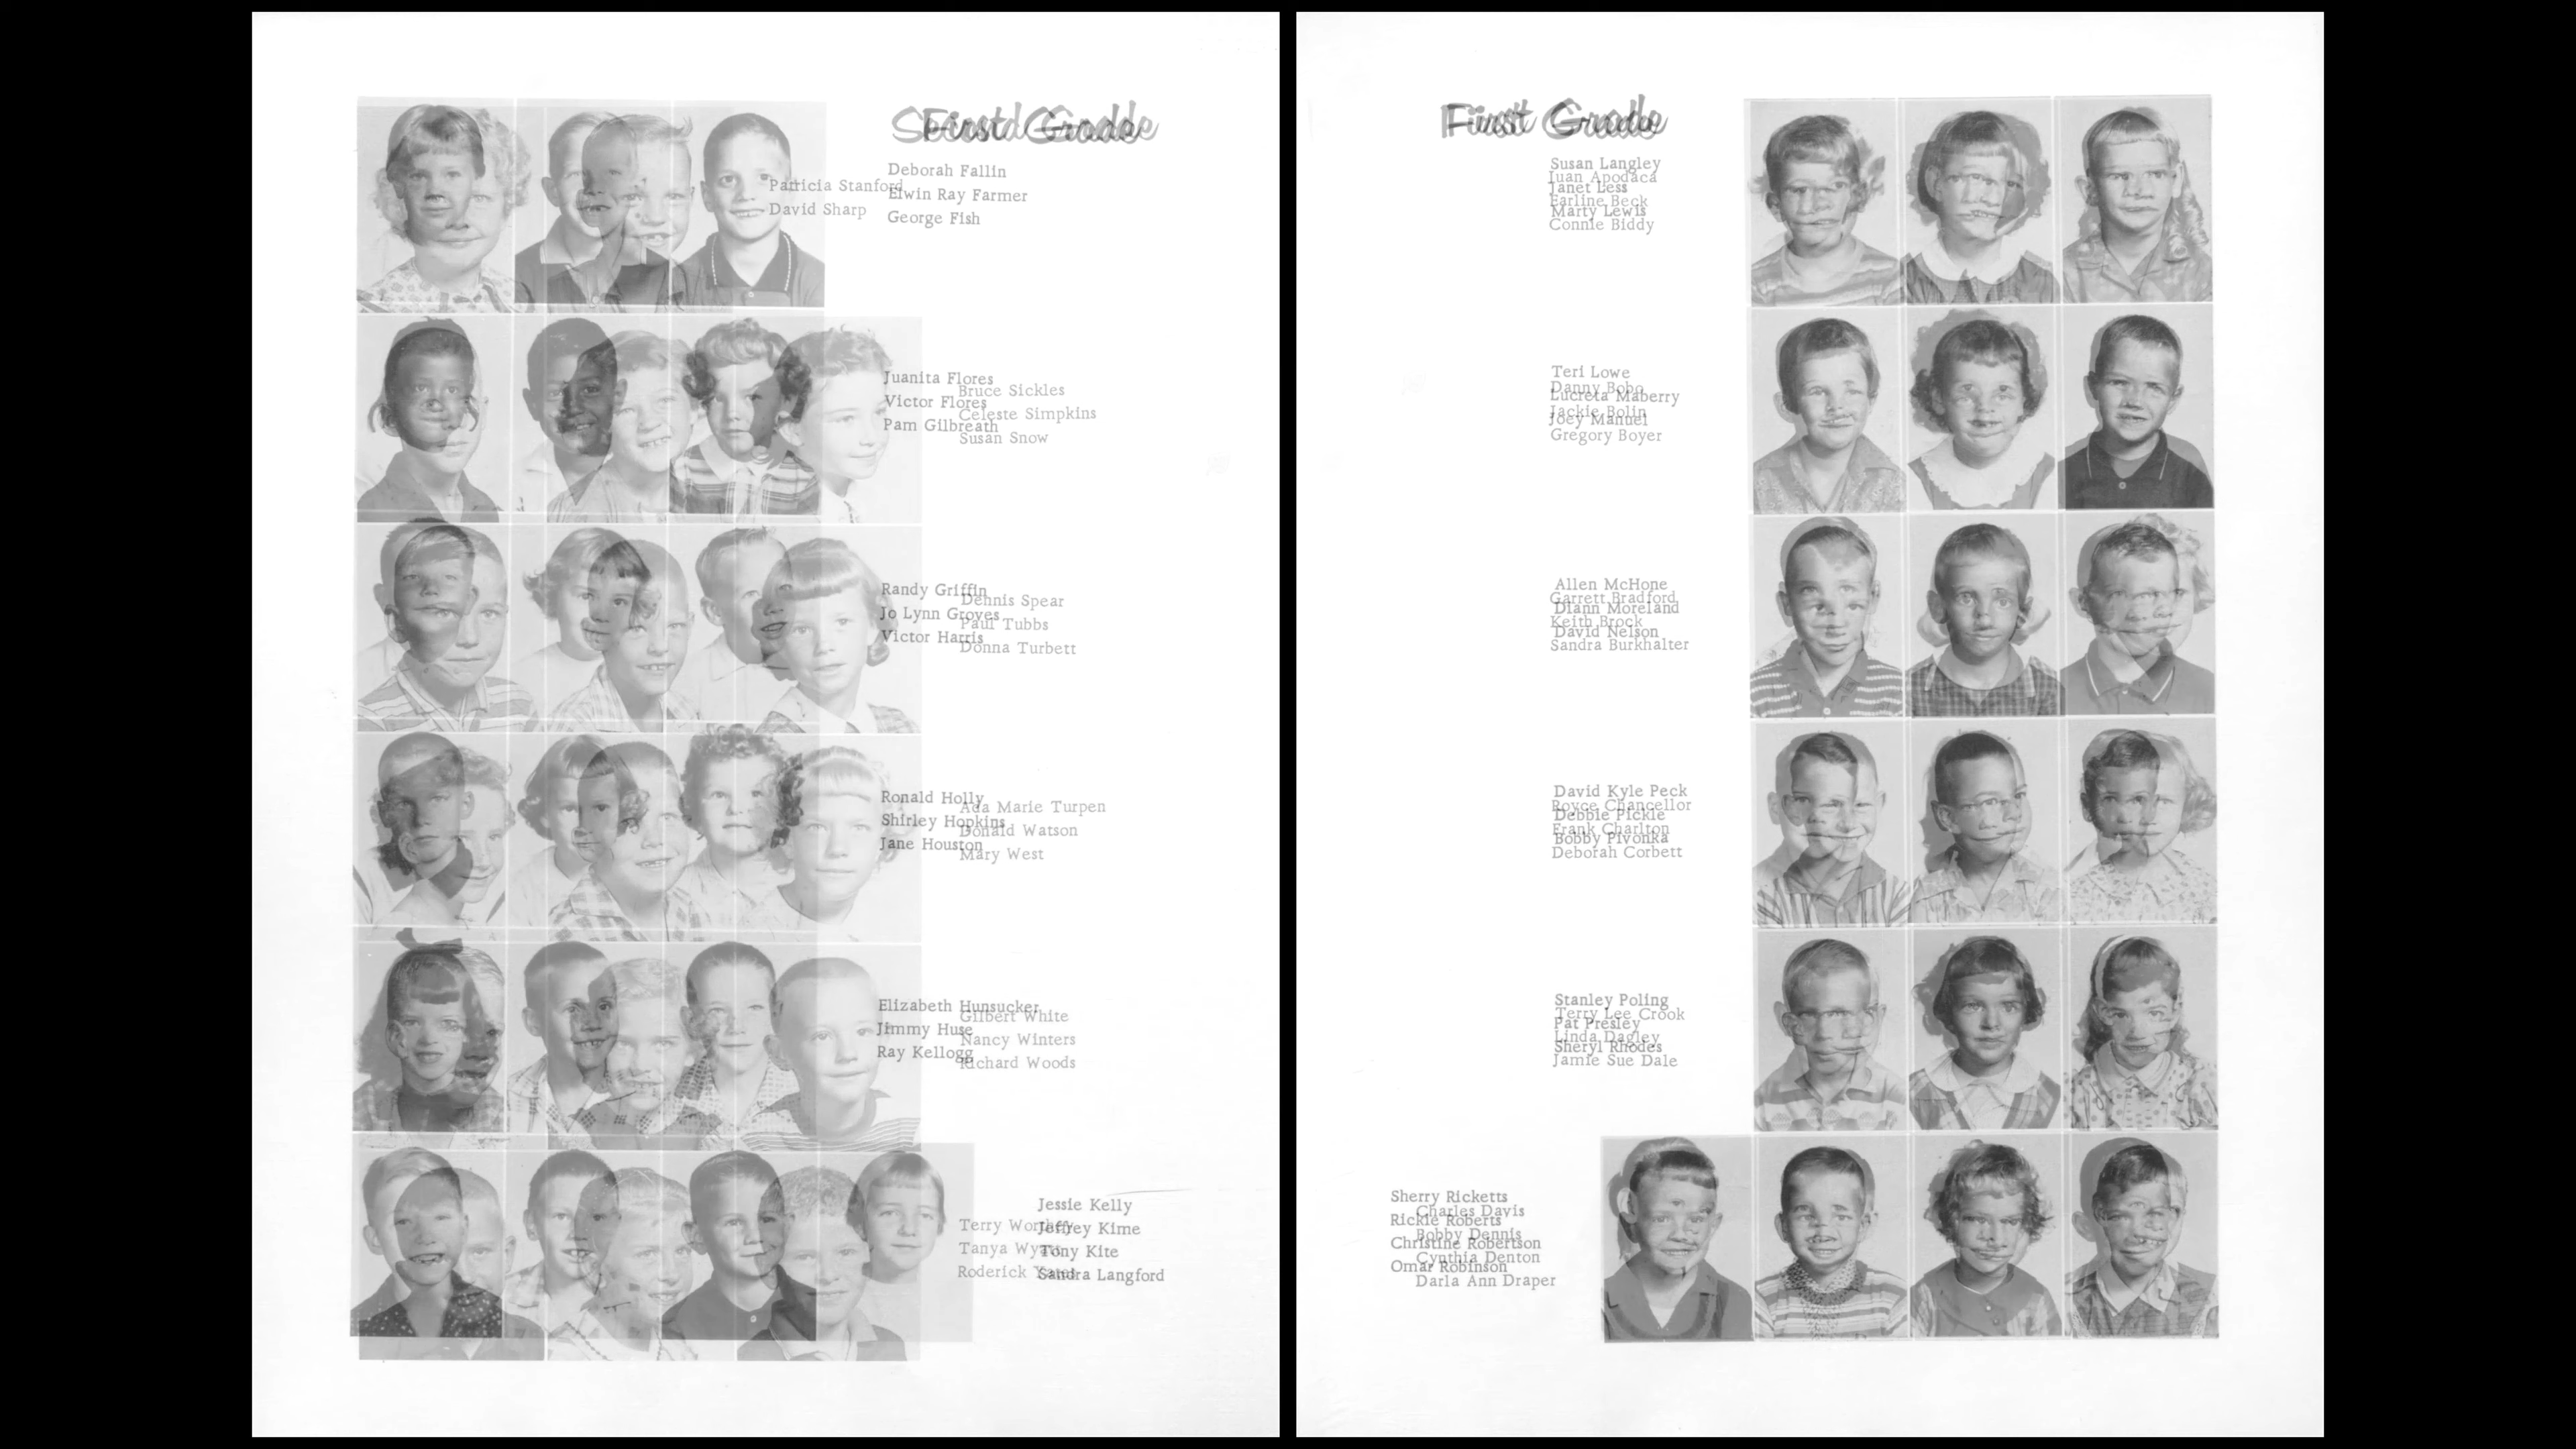 Second Grade
First Grade
Patricia Stanford
David Sharp
Deborah Fallin
Elwin Ray Farmer
George Fish
Juanita Flores
Victor Flores
Pam Gilbreath
Bruce Sickles
Celeste Simpkins
Susan Snow
Randy Griffin
Jo Lynn Groves
Victor Harris
Dennis Spear
Paul Tubbs
Donna Turbett
Ronald Holly
Shirley Hopkins
Jane Houston
Ada Marie Turpen
Donald Watson
Mary West
Elizabeth Hunsucker
Jimmy Huse
Ray Kellogg
Gilbert White
Nancy Winters
Richard Woods
Jessie Kelly
Jeffrey Kime
Tony Kite
Sandra Langford
Terry
Tanya
Roderick
First Grade
First Grade
Susan Langley
Juan Apodaca
Janet Less
Earline Beck
Marty Lewis
Connie Biddy
Teri Lowe
Danny Bobo
Lucreta Maberry
Jackie Bolin
Joey Manuel
Gregory Boyer
Allen McHone
Garrett Bradford
Diann Moreland
Keith Brock
David Nelson
Sandra Burkhalter
David Kyle Peck
Royce Chancellor
Debbie Pickle
Frank Charlton
Bobby Pivonka
Deborah Corbett
Stanley Poling
Terry Lee Crook
Pat Presley
Linda Dagley
Sheryl Rhodes
Jamie Sue Dale
Sherry Ricketts
Charles Davis
Rickie Roberts
Bobby Dennis
Christine Robertson
Cynthia Denton
Omar Robinson
Darla Ann Draper